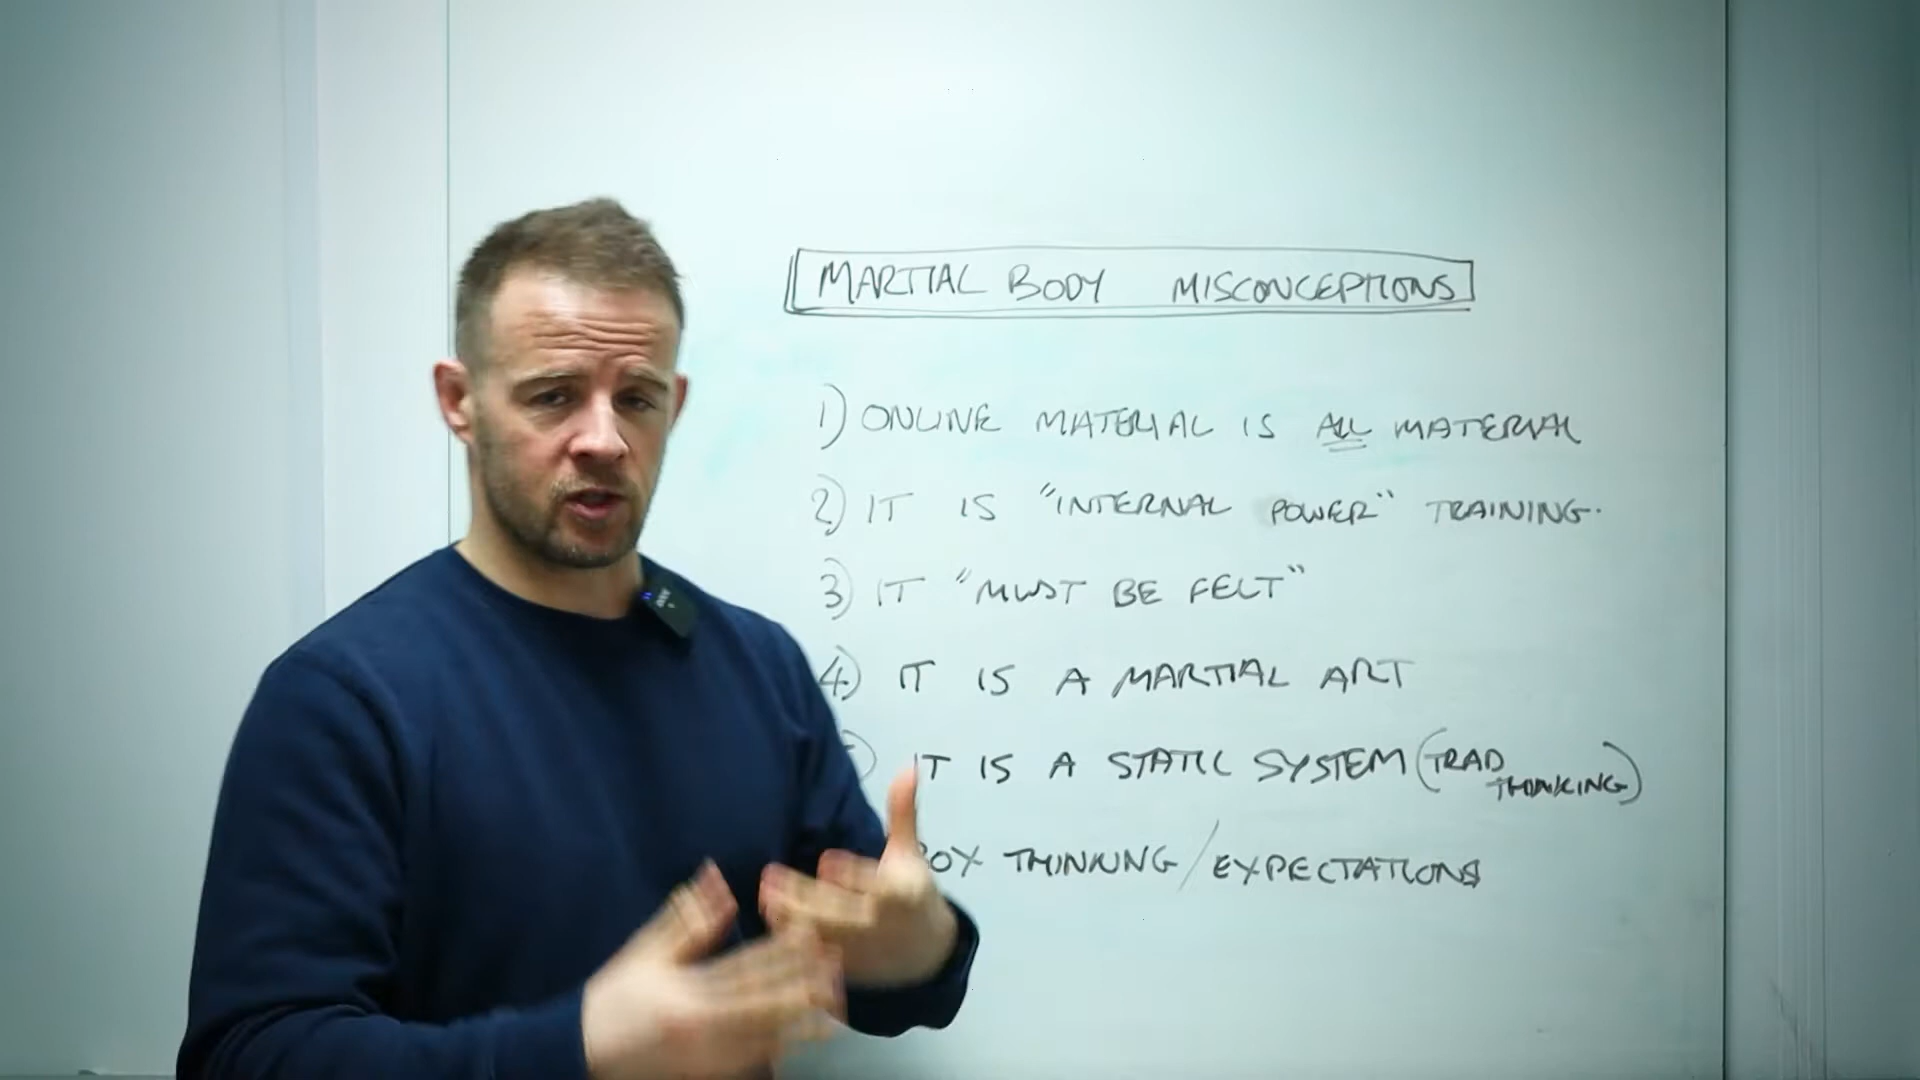 MARTIAL BODY MISCONCEPTIONS
1) ONLINE MATERIAL IS ALL MATERIAL
2) IT IS "INTERNAL POWER" TRAINING.
3) IT "MUST BE FELT"
4.) IT IS A MARTIAL ART
) IT IS A STATIC SYSTEM (TRAD THINKING)
BOX THINKING / EXPECTATIONS